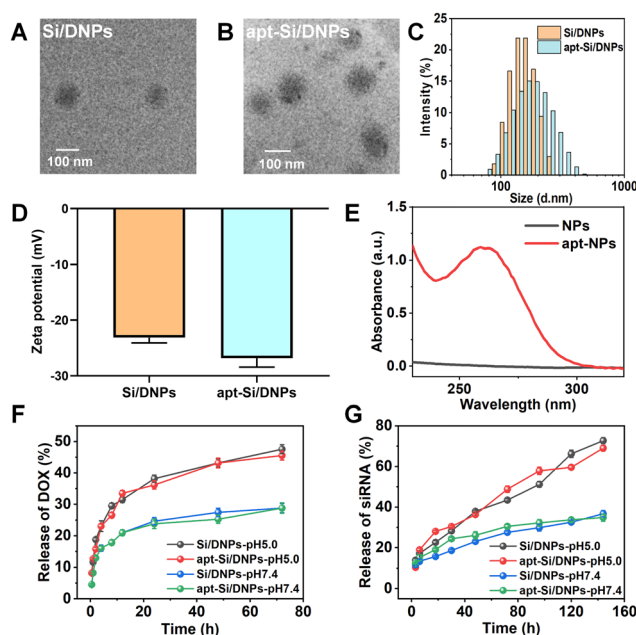 A
Si/DNPs
100 nm
B
apt-Si/DNPs
100 nm
C
Si/DNPs
apt-Si/DNPs
Intensity (%)
25
20
15
10
5
0
100
1000
Size (d.nm)
D
Zeta potential (mV)
0
-10
-20
-30
Si/DNPs
apt-Si/DNPs
E
NPs
apt-NPs
Absorbance (a.u.)
1.5
1.0
0.5
0.0
250
300
Wavelength (nm)
F
Release of DOX (%)
50
40
30
20
10
0
Si/DNPs-pH5.0
apt-Si/DNPs-pH5.0
Si/DNPs-pH7.4
apt-Si/DNPs-pH7.4
0 20 40 60 80
Time (h)
G
Release of siRNA (%)
80
60
40
20
0
Si/DNPs-pH5.0
apt-Si/DNPs-pH5.0
Si/DNPs-pH7.4
apt-Si/DNPs-pH7.4
0 24 48 72 96 120 144
Time (h)